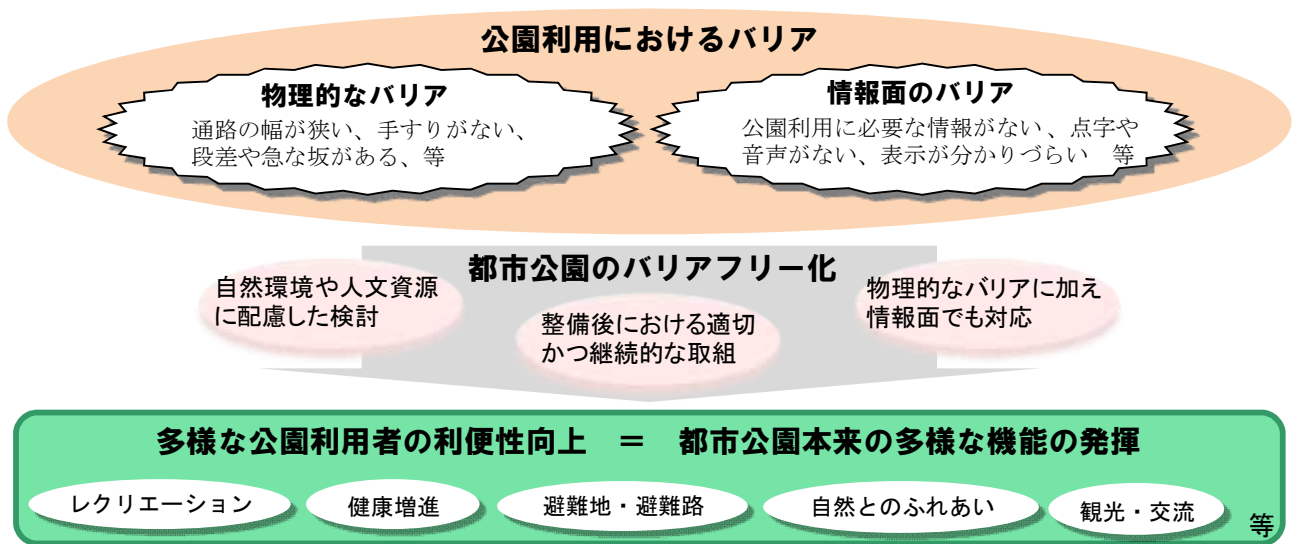 公園利用におけるバリア
物理的なバリア
通路の幅が狭い、手すりがない、
段差や急な坂がある、等
情報面のバリア
公園利用に必要な情報がない、点字や
音声がない、表示が分かりづらい　等
都市公園のバリアフリー化
自然環境や人文資源
に配慮した検討
整備後における適切
かつ継続的な取組
物理的なバリアに加え
情報面でも対応
多様な公園利用者の利便性向上　＝　都市公園本来の多様な機能の発揮
レクリエーション
健康増進
避難地・避難路
自然とのふれあい
観光・交流
等